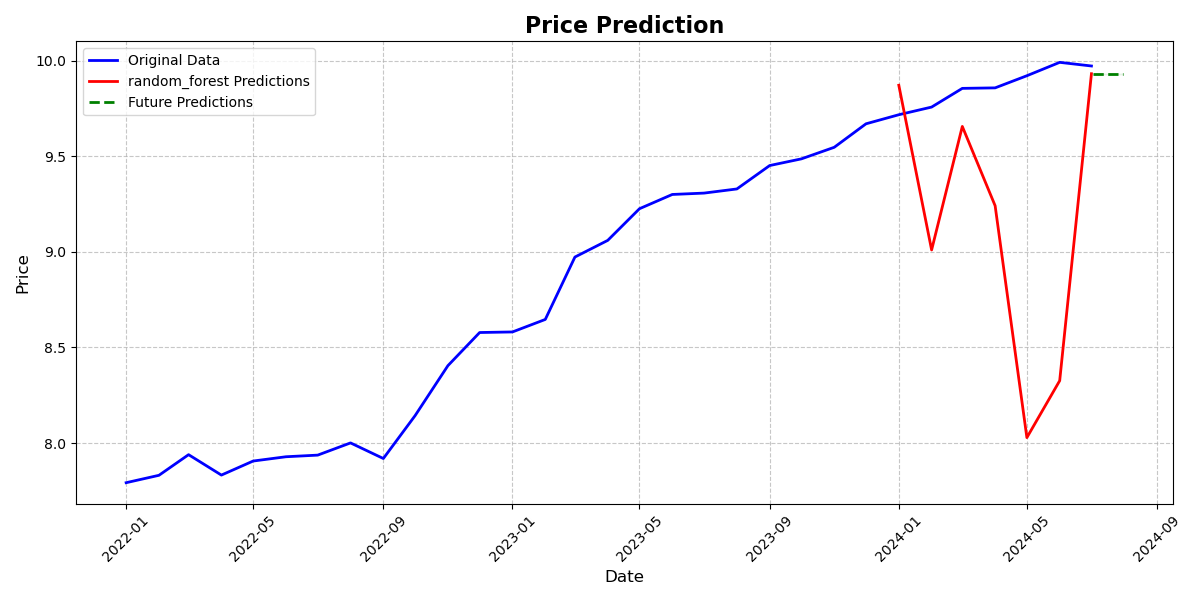 Price Prediction
Original Data
random_forest Predictions
Future Predictions
10.0
9.5
9.0
8.5
8.0
Price
2022-01
2022-05
2022-09
2023-01
2023-05
2023-09
2024-01
2024-05
2024-09
Date